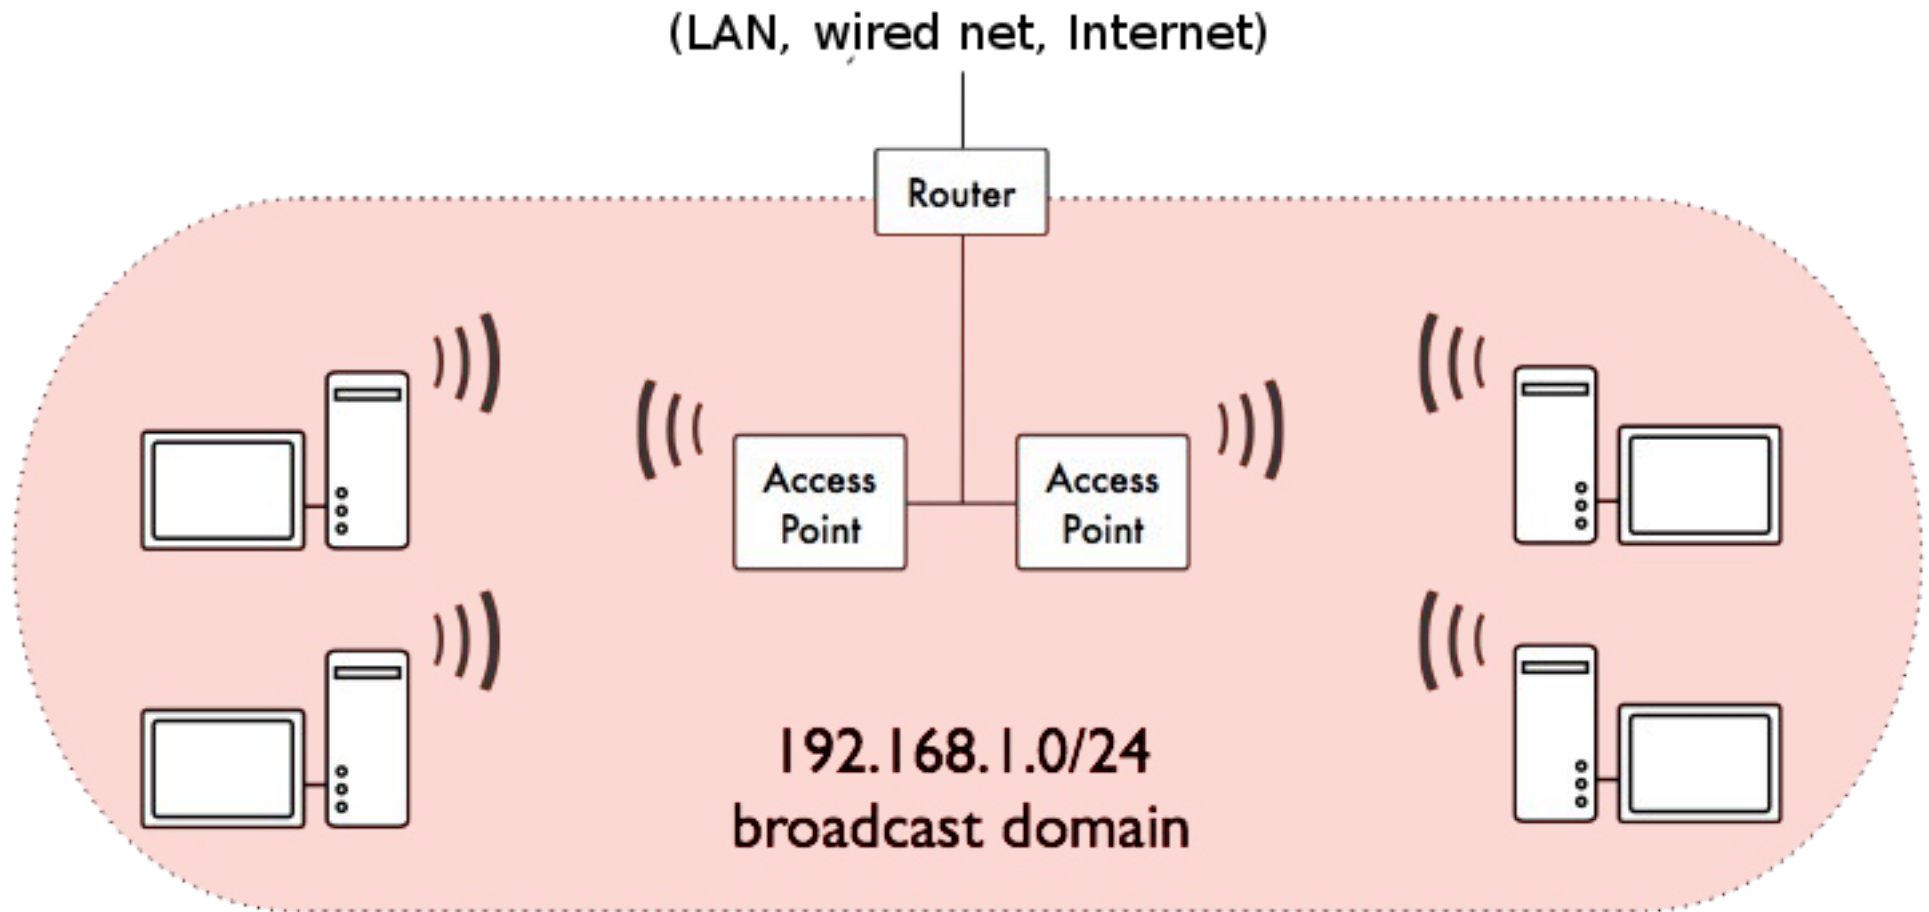 (LAN, wired net, Internet)
Router
Access
Point
Access
Point
192.168.1.0/24
broadcast domain